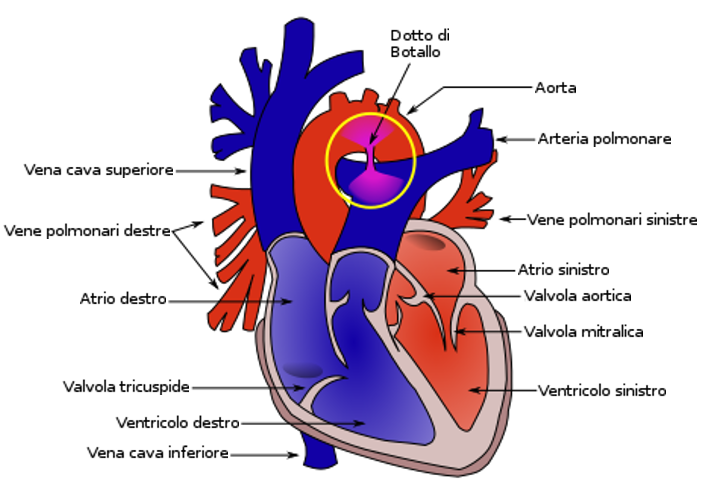 Dotto di
Botallo
Aorta
Arteria polmonare
Vena cava superiore
Vene polmonari sinistre
Vene polmonari destre
Atrio sinistro
Atrio destro
Valvola aortica
Valvola mitralica
Valvola tricuspide
Ventricolo sinistro
Ventricolo destro
Vena cava inferiore